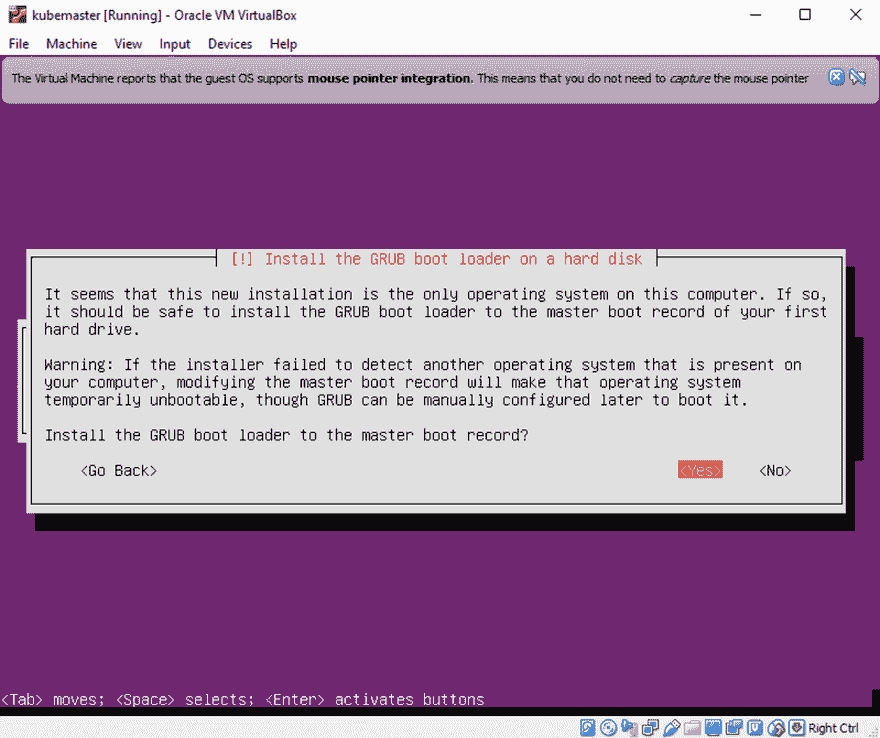 kubemaster [Running] - Oracle VM VirtualBox
File Machine View Input Devices Help
The Virtual Machine reports that the guest OS supports mouse pointer integration. This means that you do not need to capture the mouse pointer
[!] Install the GRUB boot loader on a hard disk
It seems that this new installation is the only operating system on this computer. If so,
it should be safe to install the GRUB boot loader to the master boot record of your first
hard drive.
Warning: If the installer failed to detect another operating system that is present on
your computer, modifying the master boot record will make that operating system
temporarily unbootable, though GRUB can be manually configured later to boot it.
Install the GRUB boot loader to the master boot record?
<Go Back> <Yes> <No>
<Tab> moves; <Space> selects; <Enter> activates buttons
Right Ctrl